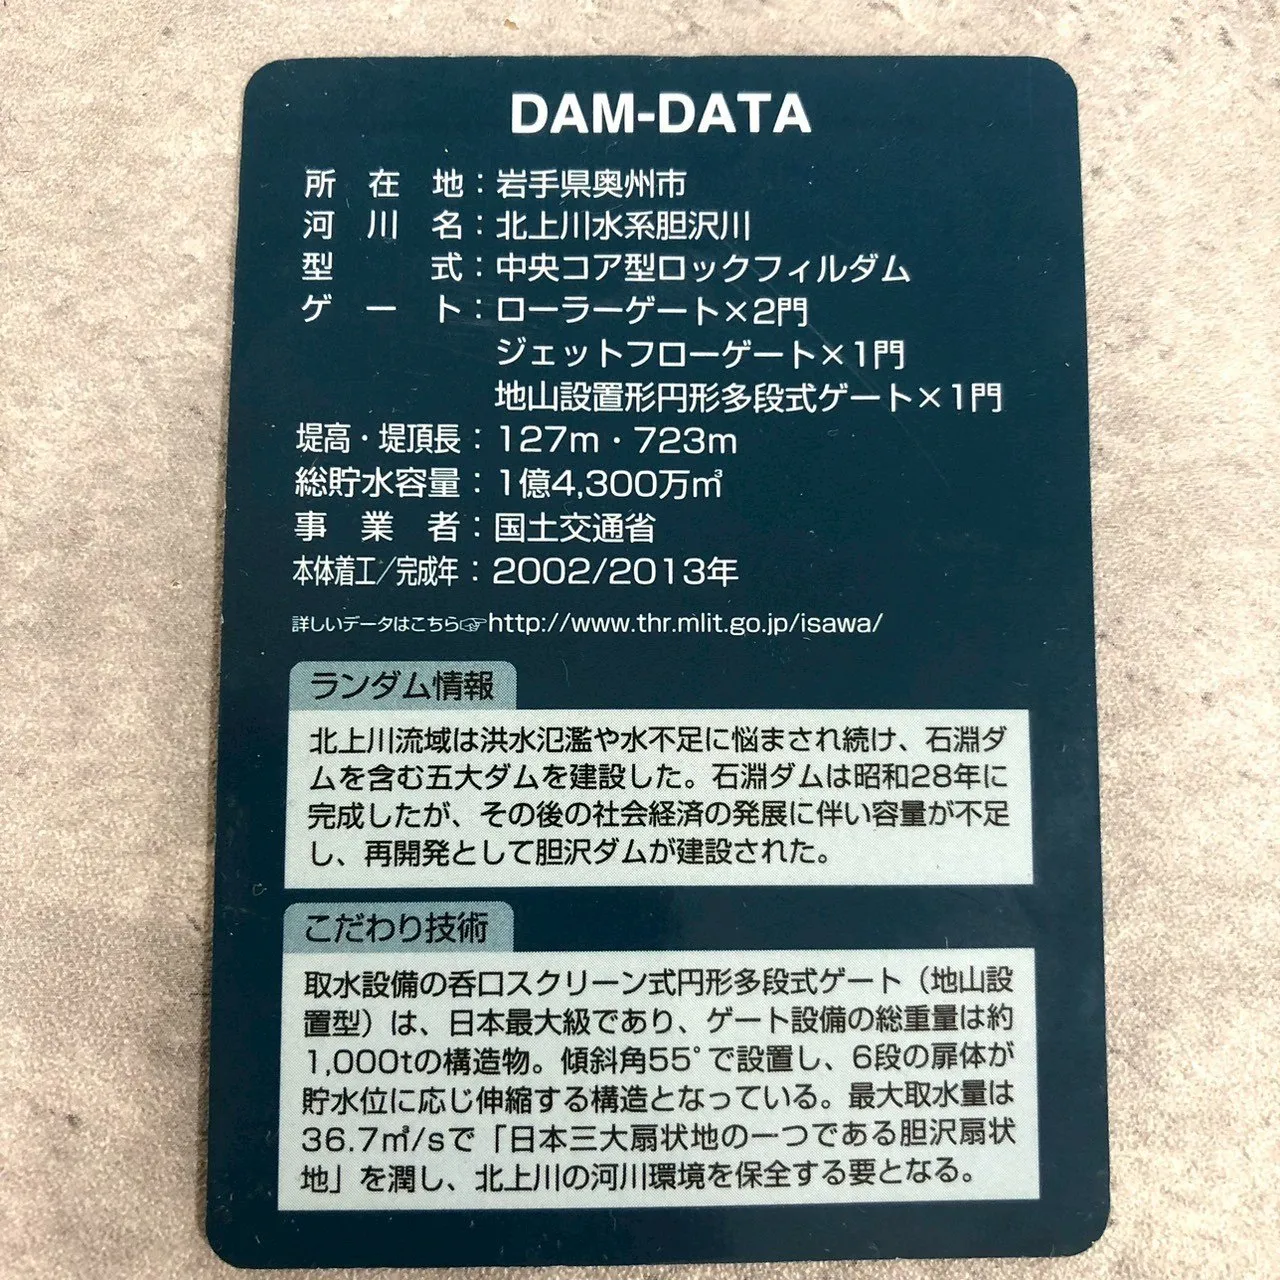 DAM-DATA
所在地：岩手県奥州市
河川名：北上川水系胆沢川
型式：中央コア型ロックフィルダム
ゲート：ローラーゲート×2門
ジェットフローゲート×1門
地山設置形円形多段式ゲート×1門
堤高・堤頂長：127m・723m
総貯水容量：1億4,300万㎥
事業者：国土交通省
本体着工／完成年：2002/2013年
詳しいデータはこちら☞http://www.thr.mlit.go.jp/isawa/
ランダム情報
北上川流域は洪水氾濫や水不足に悩まされ続け、石淵ダ
ムを含む五大ダムを建設した。石淵ダムは昭和28年に
完成したが、その後の社会経済の発展に伴い容量が不足
し、再開発として胆沢ダムが建設された。
こだわり技術
取水設備の呑口スクリーン式円形多段式ゲート（地山設
置型）は、日本最大級であり、ゲート設備の総重量は約
1,000tの構造物。傾斜角55°で設置し、6段の扉体が
貯水位に応じ伸縮する構造となっている。最大取水量は
36.7㎥/sで「日本三大扇状地の一つである胆沢扇状
地」を潤し、北上川の河川環境を保全する要となる。